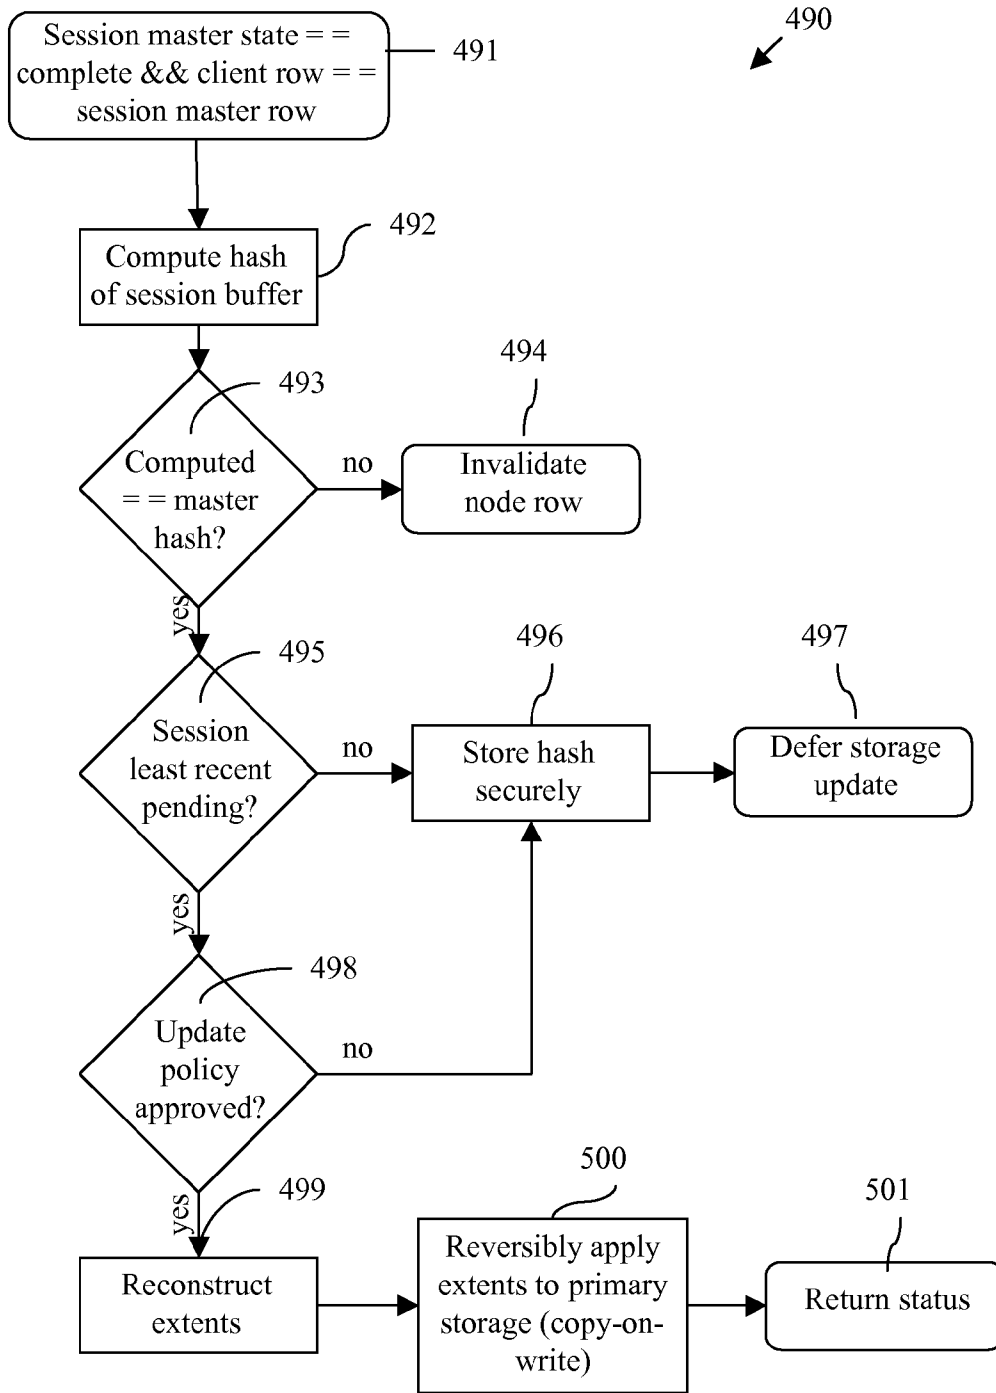 490
Session master state = =
complete && client row = =
session master row
491
492
Compute hash
of session buffer
494
493
Computed
= = master
hash?
no
Invalidate
node row
yes
495
496
497
Session
least recent
pending?
no
Store hash
securely
Defer storage
update
yes
498
Update
policy
approved?
no
yes
499
500
501
Reconstruct
extents
Reversibly apply
extents to primary
storage (copy-on-
write)
Return status